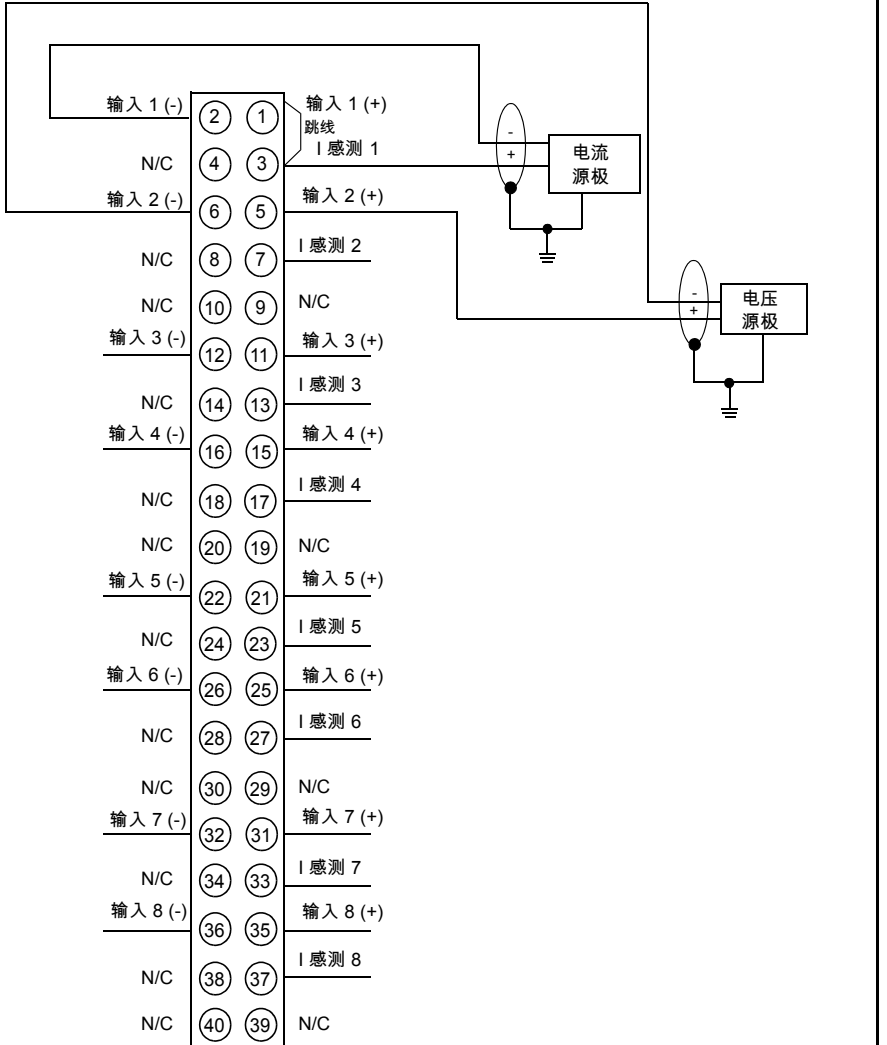 输入 1 (-) 2 1 输入 1 (+)
跳线
N/C 4 3 I 感测 1
- 电流
+ 源极
输入 2 (-) 6 5 输入 2 (+)
N/C 8 7 I 感测 2
N/C 10 9 N/C
- 电压
+ 源极
输入 3 (-) 12 11 输入 3 (+)
N/C 14 13 I 感测 3
输入 4 (-) 16 15 输入 4 (+)
N/C 18 17 I 感测 4
N/C 20 19 N/C
输入 5 (-) 22 21 输入 5 (+)
N/C 24 23 I 感测 5
输入 6 (-) 26 25 输入 6 (+)
N/C 28 27 I 感测 6
N/C 30 29 N/C
输入 7 (-) 32 31 输入 7 (+)
N/C 34 33 I 感测 7
输入 8 (-) 36 35 输入 8 (+)
N/C 38 37 I 感测 8
N/C 40 39 N/C